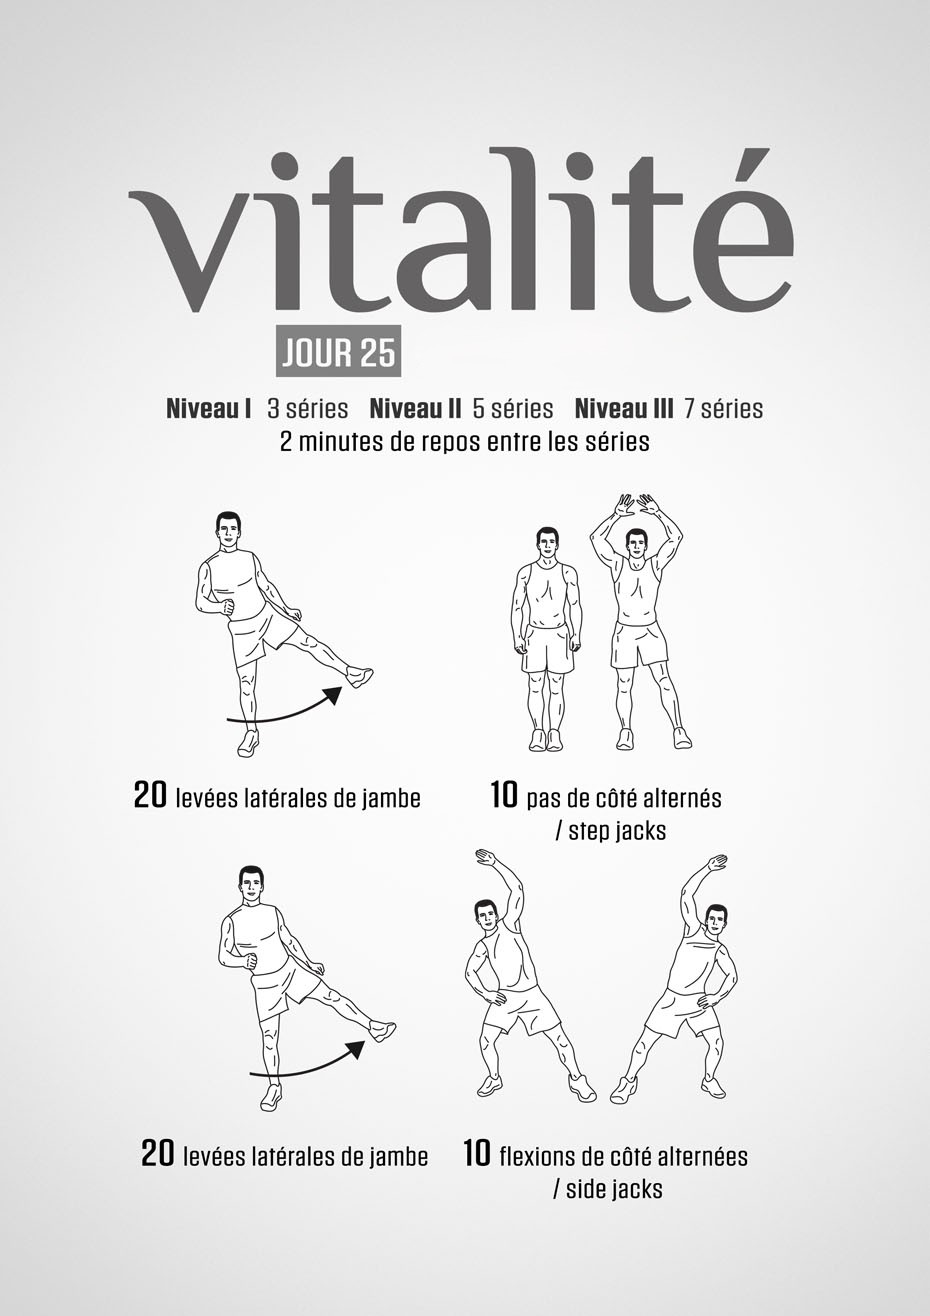 vitalité
JOUR 25
Niveau I 3 séries Niveau II 5 séries Niveau III 7 séries
2 minutes de repos entre les séries
20 levées latérales de jambe
10 pas de côté alternés
/ step jacks
20 levées latérales de jambe
10 flexions de côté alternées
/ side jacks